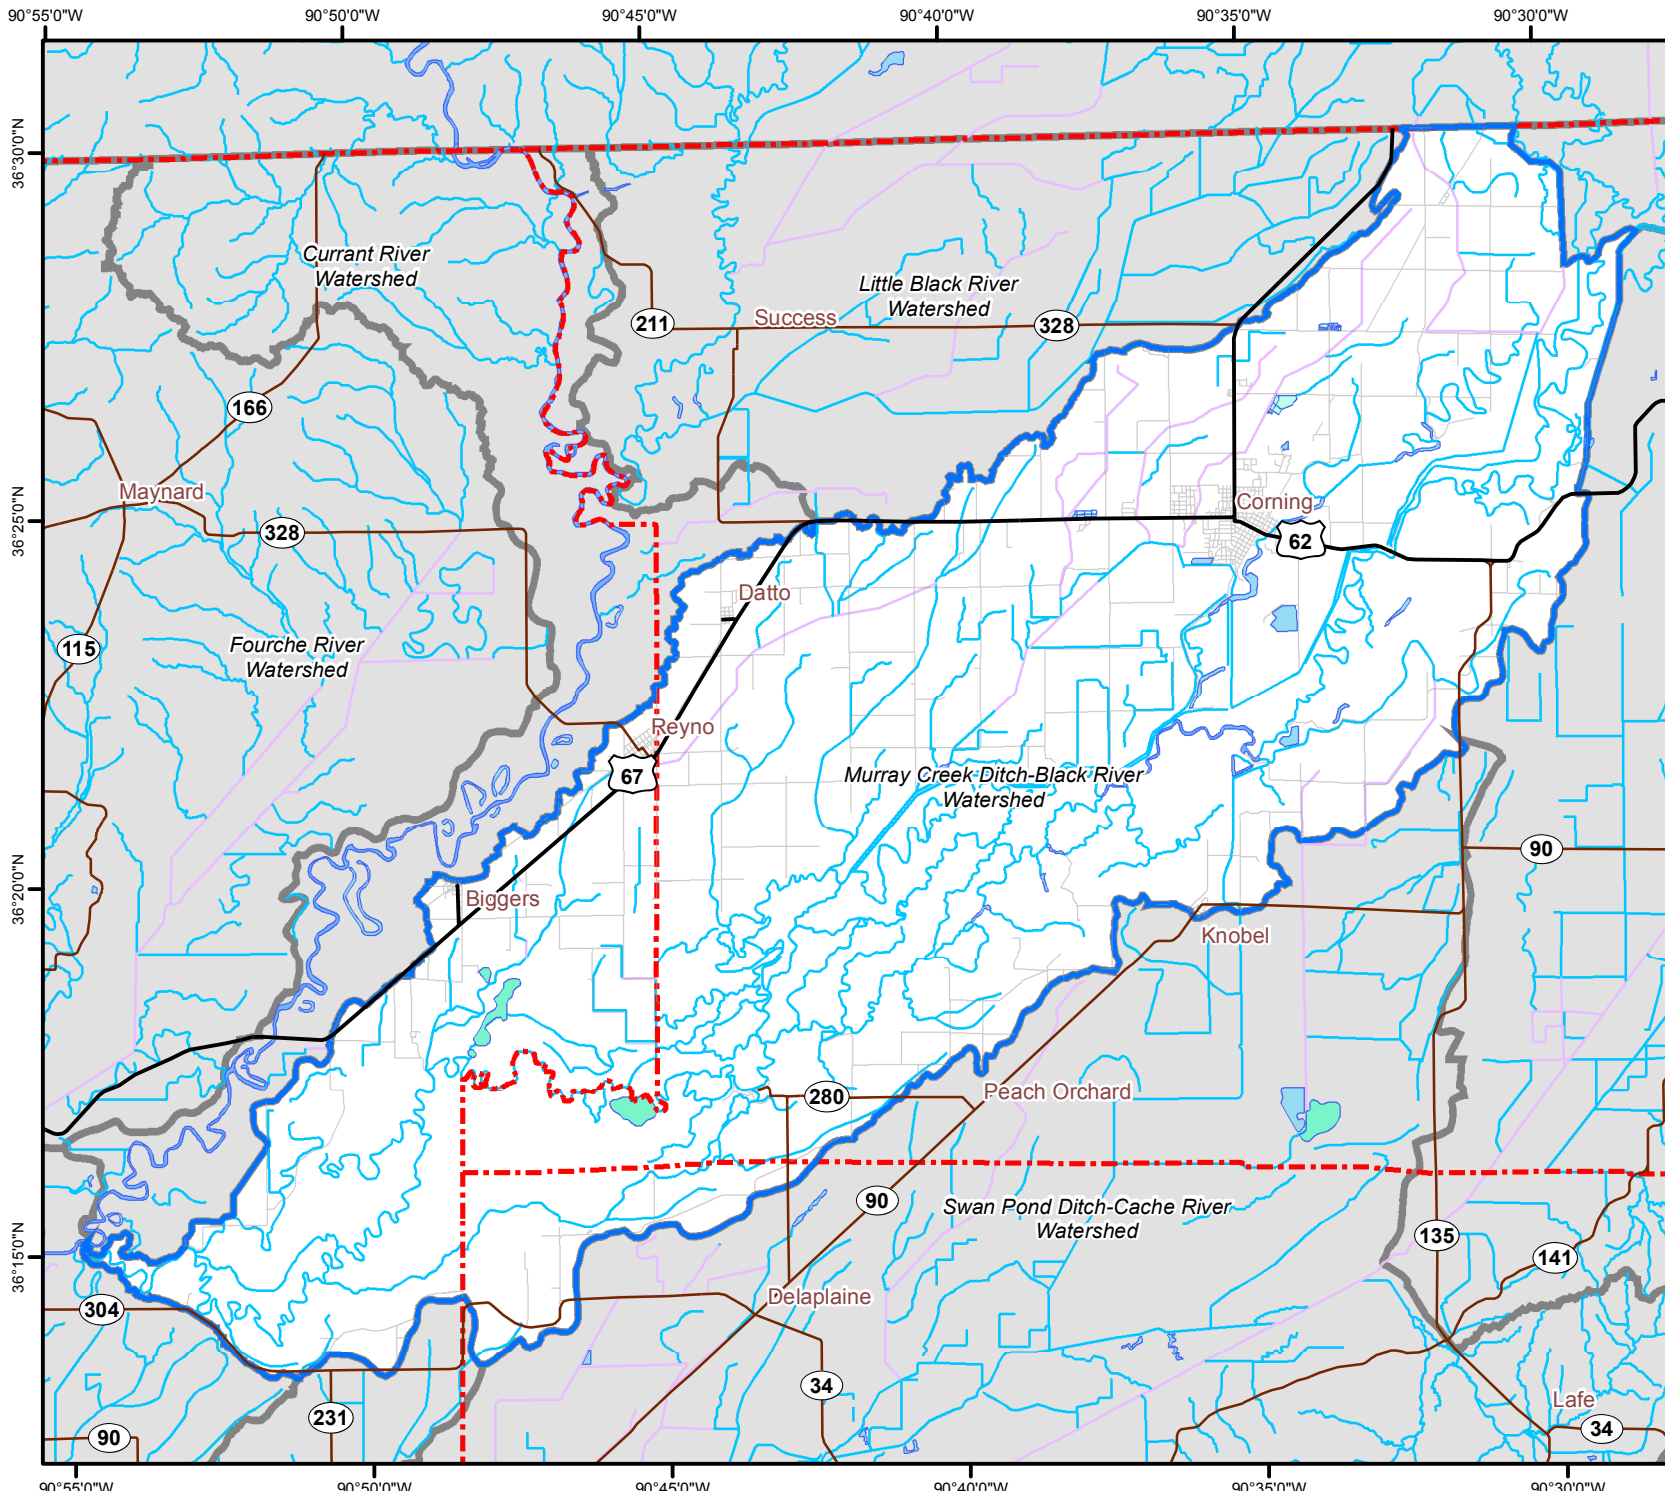 90°55'0"W
90°50'0"W
90°45'0"W
90°40'0"W
90°35'0"W
90°30'0"W
36°30'0"N
Currant River
Watershed
Little Black River
Watershed
211
Success
328
166
Maynard
36°25'0"N
328
Corning
62
Datto
115
Fourche River
Watershed
Reyno
67
Murray Creek Ditch-Black River
Watershed
90
36°20'0"N
Biggers
Knobel
280
Peach Orchard
90
Swan Pond Ditch-Cache River
Watershed
135
141
36°15'0"N
304
Delaplaine
34
Lafe
231
90
34
90°55'0"W
90°50'0"W
90°45'0"W
90°40'0"W
90°35'0"W
90°30'0"W